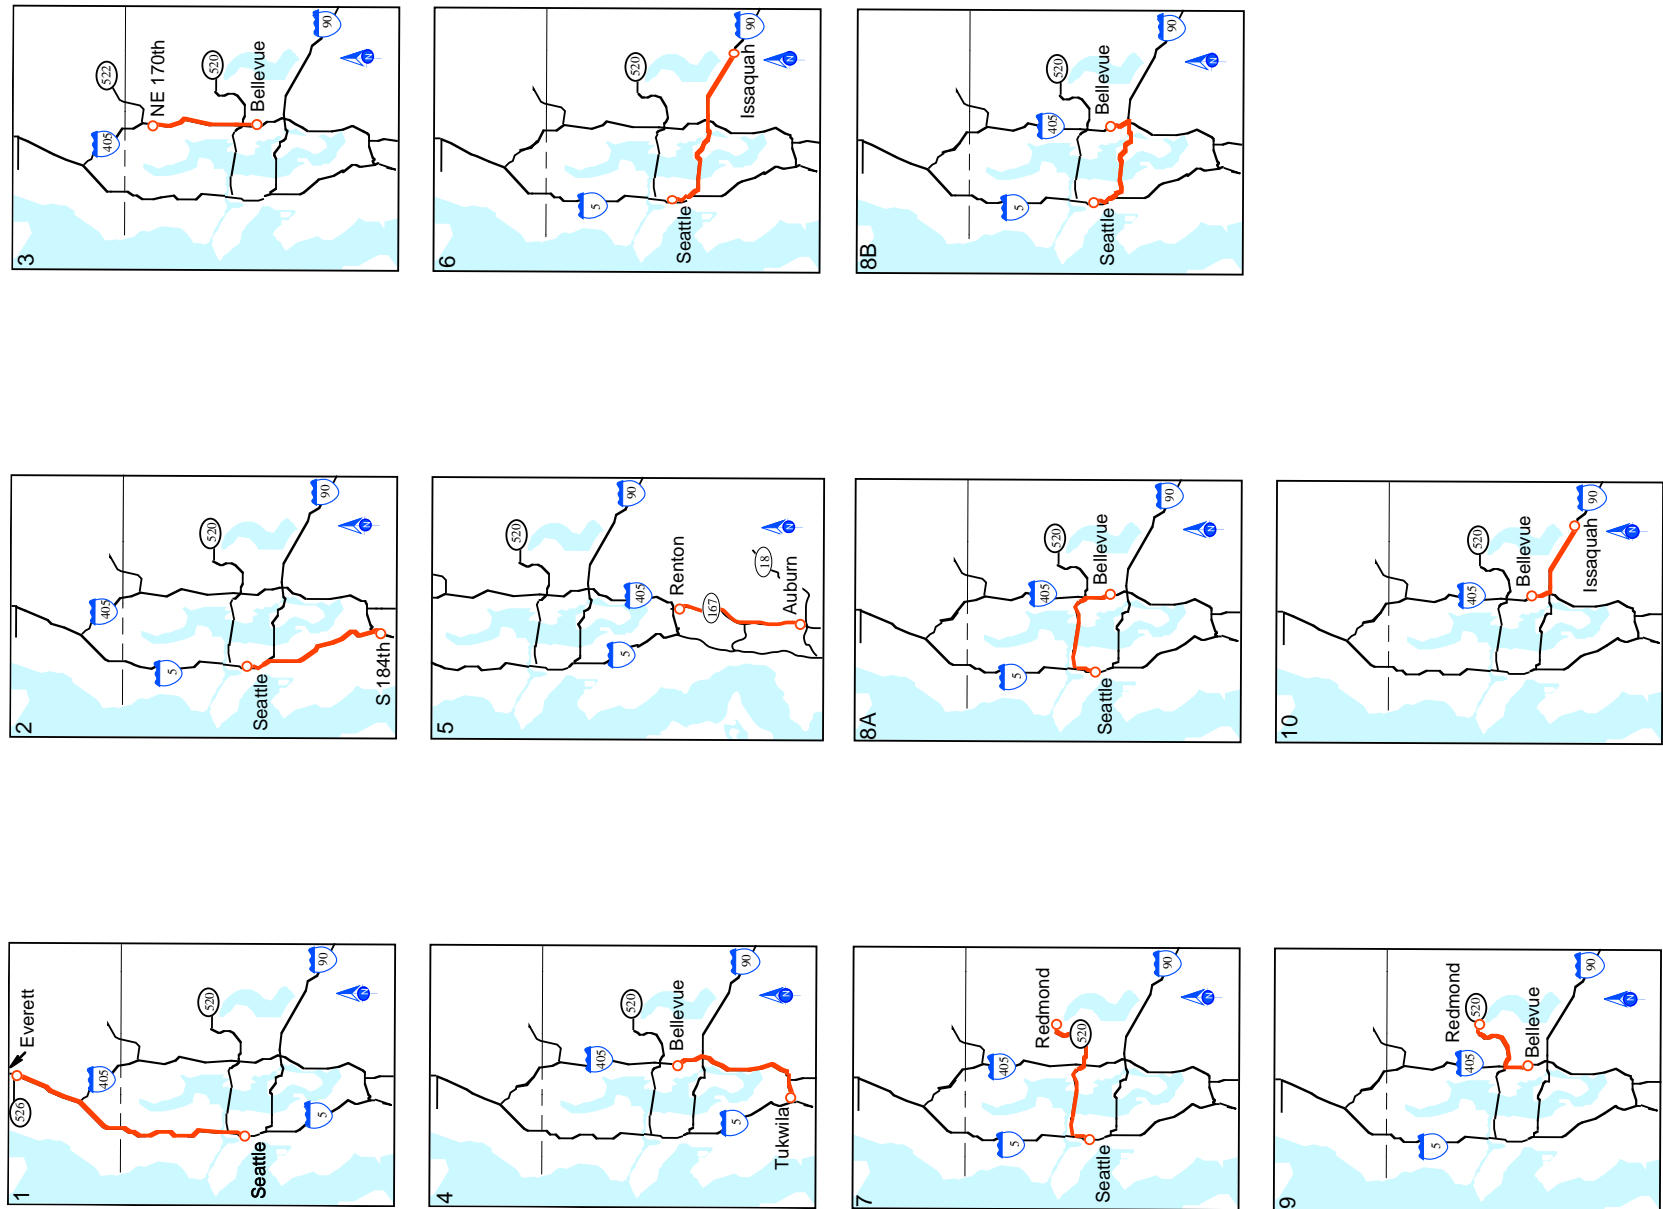 1
Everett
526
405
520
Seattle
5
90
N
2
405
5
520
Seattle
90
N
S 184th
3
522
405
NE 170th
520
Bellevue
90
N
4
405
520
Bellevue
90
N
5
Tukwila
5
520
90
5
405
Renton
167
18
N
Auburn
6
520
5
Seattle
90
Issaquah
N
7
Redmond
405
520
5
Seattle
90
N
8A
520
405
5
Bellevue
Seattle
90
N
8B
520
405
5
Bellevue
Seattle
90
N
9
Redmond
520
405
5
Bellevue
90
N
10
520
405
Bellevue
90
Issaquah
N